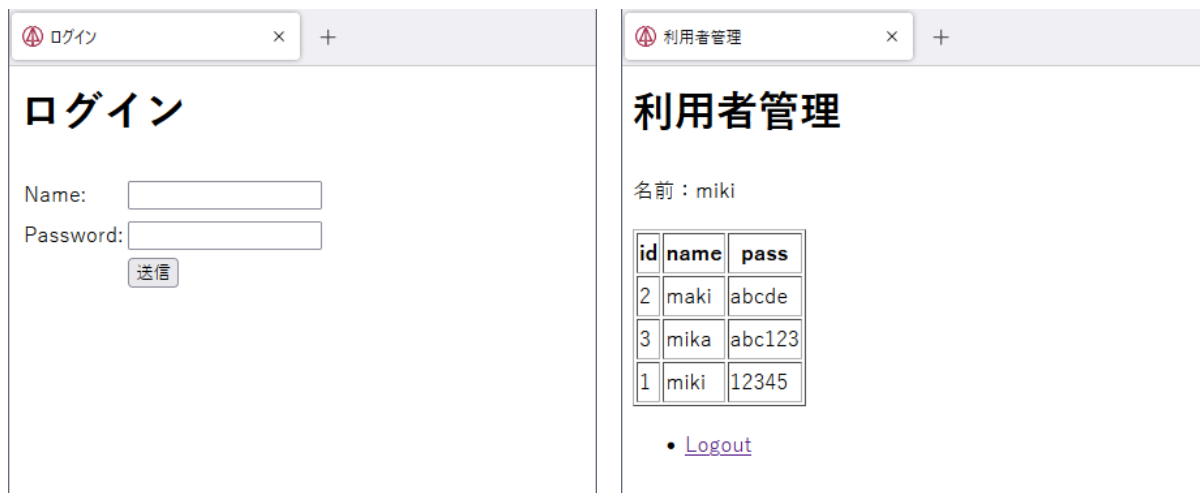 ログイン
ログイン
Name:
Password:
送信
利用者管理
利用者管理
名前：miki
id name pass
2 maki abcde
3 mika abc123
1 miki 12345
Logout